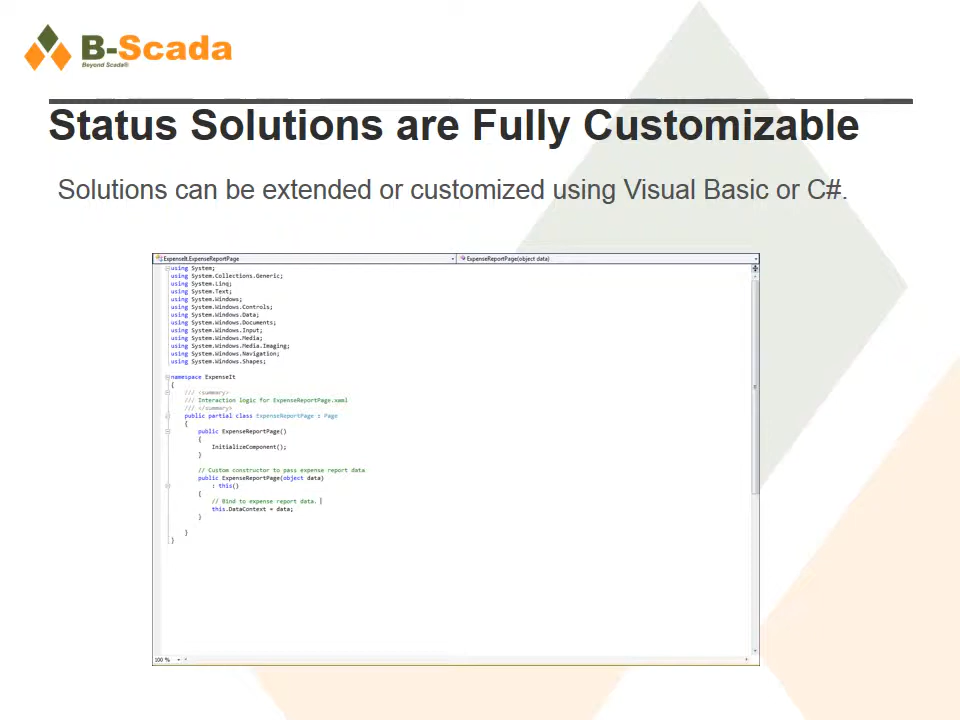 B-Scada
Beyond Scada®
Status Solutions are Fully Customizable
Solutions can be extended or customized using Visual Basic or C#.
ExpenseIt.ExpenseReportPage
ExpenseReportPage(object data)
using System;
using System.Collections.Generic;
using System.Linq;
using System.Text;
using System.Windows;
using System.Windows.Controls;
using System.Windows.Data;
using System.Windows.Documents;
using System.Windows.Input;
using System.Windows.Media;
using System.Windows.Media.Imaging;
using System.Windows.Navigation;
using System.Windows.Shapes;
namespace ExpenseIt
{
/// <summary>
/// Interaction logic for ExpenseReportPage.xaml
/// </summary>
public partial class ExpenseReportPage : Page
{
public ExpenseReportPage()
{
InitializeComponent();
}
// Custom constructor to pass expense report data
public ExpenseReportPage(object data)
: this()
{
// Bind to expense report data.
this.DataContext = data;
}
}
}
100 %